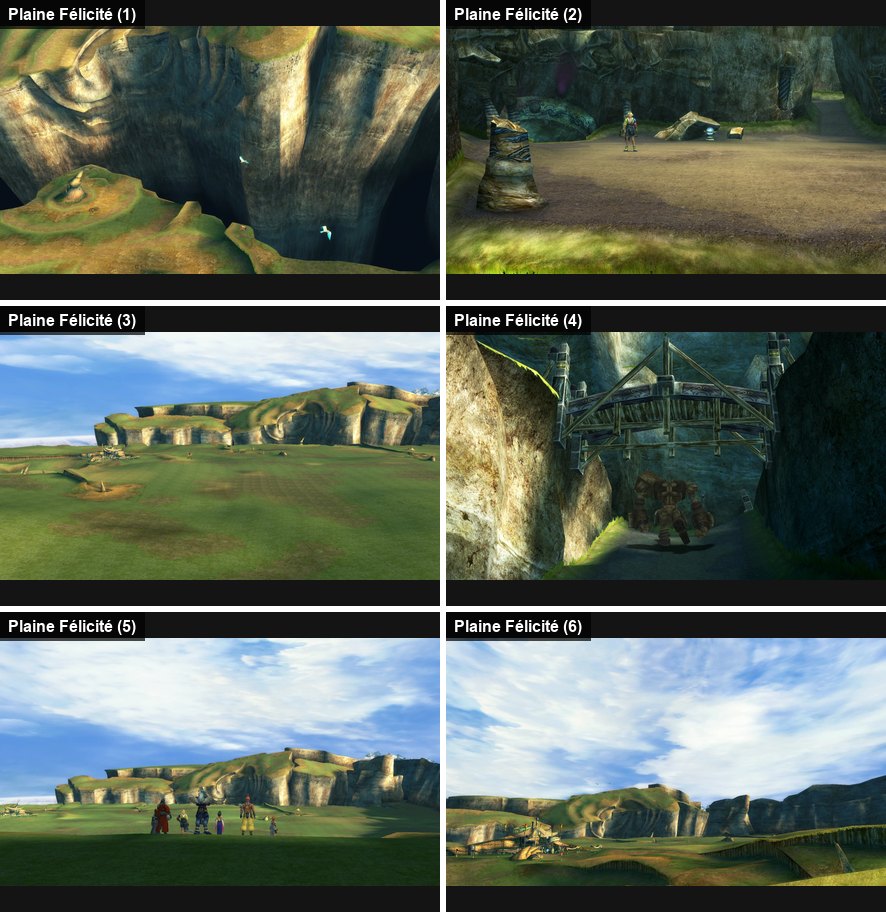 Plaine Félicité (1)
Plaine Félicité (2)
Plaine Félicité (3)
Plaine Félicité (4)
Plaine Félicité (5)
Plaine Félicité (6)